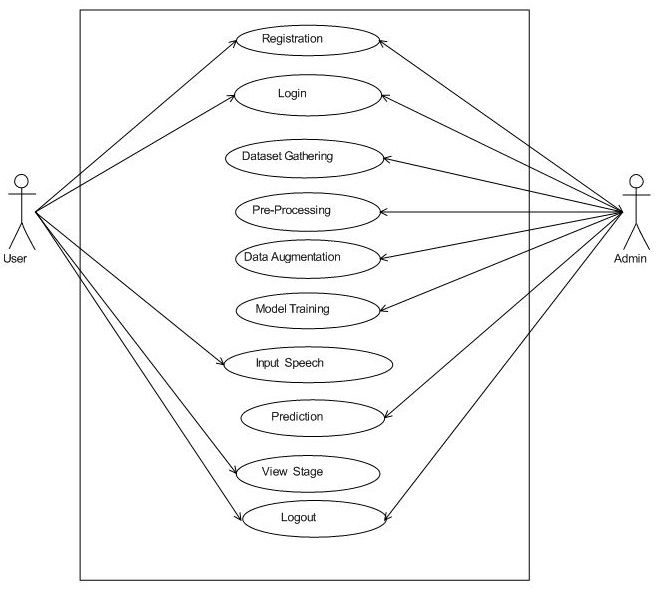 Registration
Login
Dataset Gathering
Pre-Processing
User
Admin
Data Augmentation
Model Training
Input Speech
Prediction
View Stage
Logout